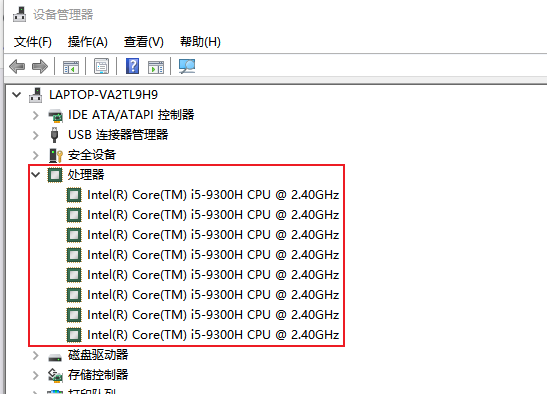 设备管理器
文件(F) 操作(A) 查看(V) 帮助(H)
LAPTOP-VA2TL9H9
IDE ATA/ATAPI 控制器
USB 连接器管理器
安全设备
处理器
Intel(R) Core(TM) i5-9300H CPU @ 2.40GHz
Intel(R) Core(TM) i5-9300H CPU @ 2.40GHz
Intel(R) Core(TM) i5-9300H CPU @ 2.40GHz
Intel(R) Core(TM) i5-9300H CPU @ 2.40GHz
Intel(R) Core(TM) i5-9300H CPU @ 2.40GHz
Intel(R) Core(TM) i5-9300H CPU @ 2.40GHz
Intel(R) Core(TM) i5-9300H CPU @ 2.40GHz
Intel(R) Core(TM) i5-9300H CPU @ 2.40GHz
磁盘驱动器
存储控制器
打印队列